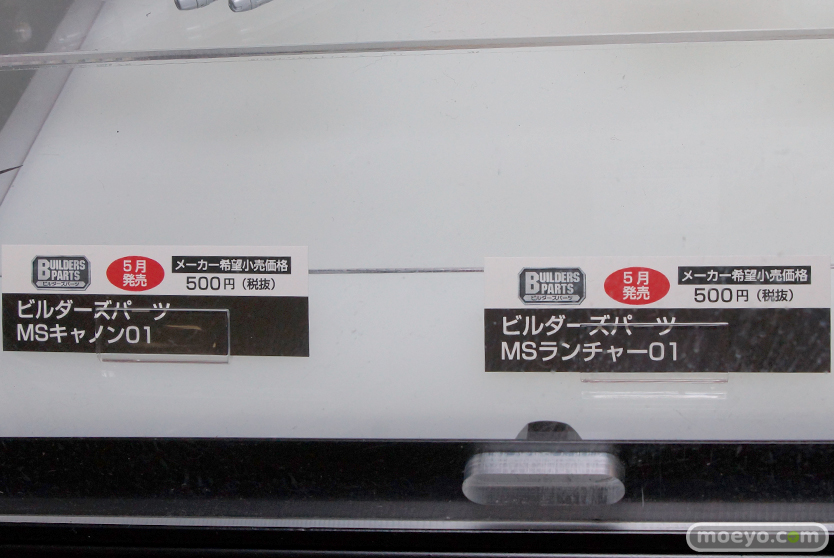 BUILDERS
PARTS
ビルダーズパーツ
5月
発売
メーカー希望小売価格
500円(税抜)
ビルダーズパーツ
MSキャノン01
BUILDERS
PARTS
ビルダーズパーツ
5月
発売
メーカー希望小売価格
500円(税抜)
ビルダーズパーツ
MSランチャー01
moeyo.com